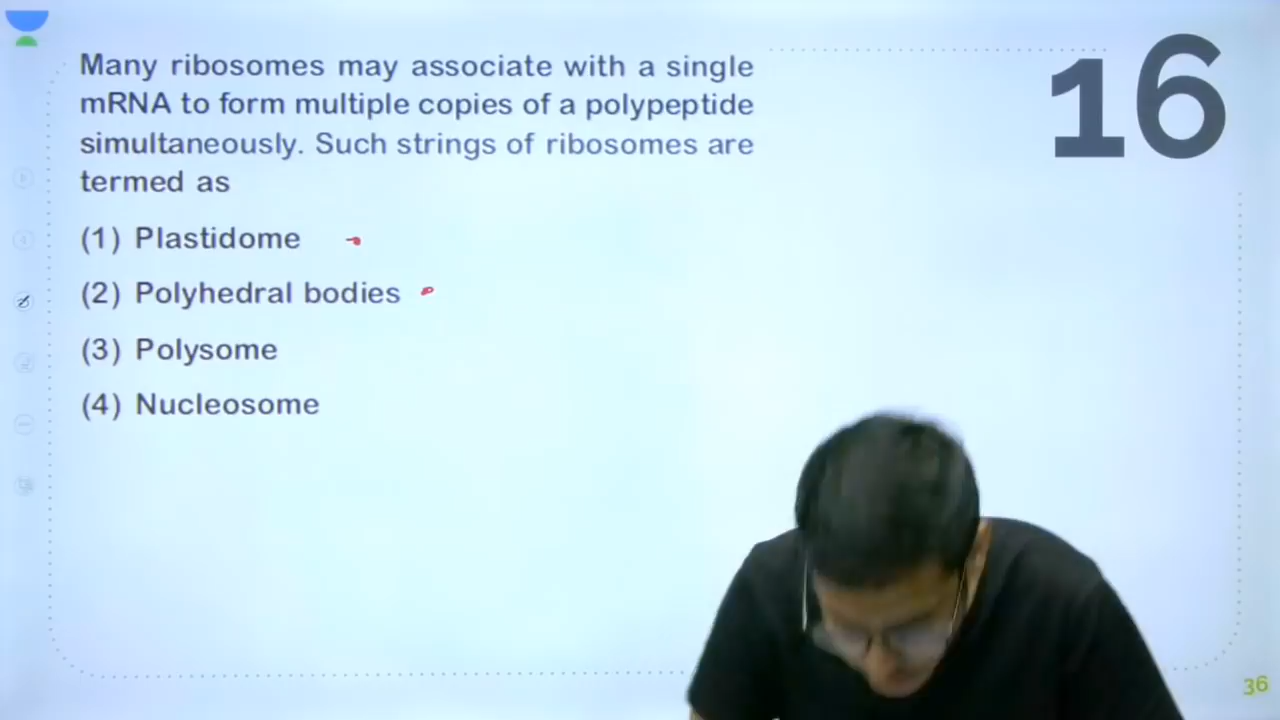 16
Many ribosomes may associate with a single
mRNA to form multiple copies of a polypeptide
simultaneously. Such strings of ribosomes are
termed as
(1) Plastidome
(2) Polyhedral bodies
(3) Polysome
(4) Nucleosome
36